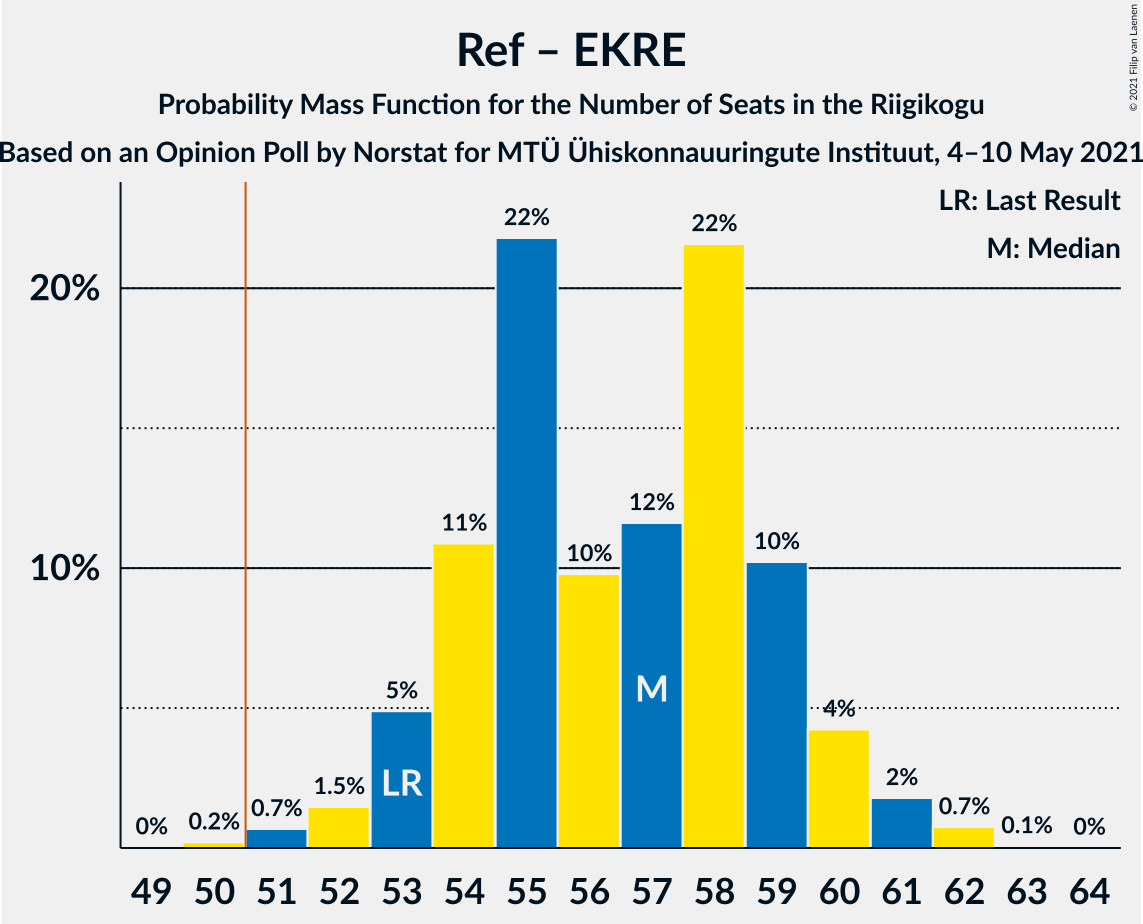 Ref – EKRE
Probability Mass Function for the Number of Seats in the Riigikogu
Based on an Opinion Poll by Norstat for MTÜ Ühiskonnauuringute Instituut, 4–10 May 2021
© 2021 Filip van Laenen
LR: Last Result
M: Median
20%
10%
0%
0.2%
0.7%
1.5%
5%
11%
22%
10%
12%
22%
10%
4%
2%
0.7%
0.1%
0%
LR
M
49 50 51 52 53 54 55 56 57 58 59 60 61 62 63 64